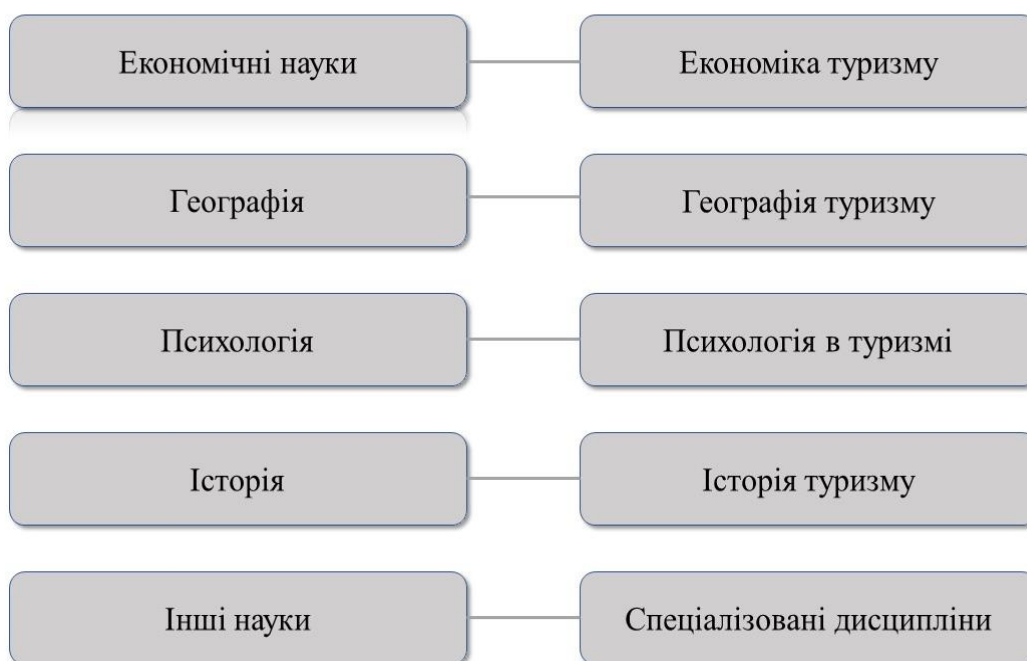 Економічні науки
Економіка туризму
Географія
Географія туризму
Психологія
Психологія в туризмі
Історія
Історія туризму
Інші науки
Спеціалізовані дисципліни